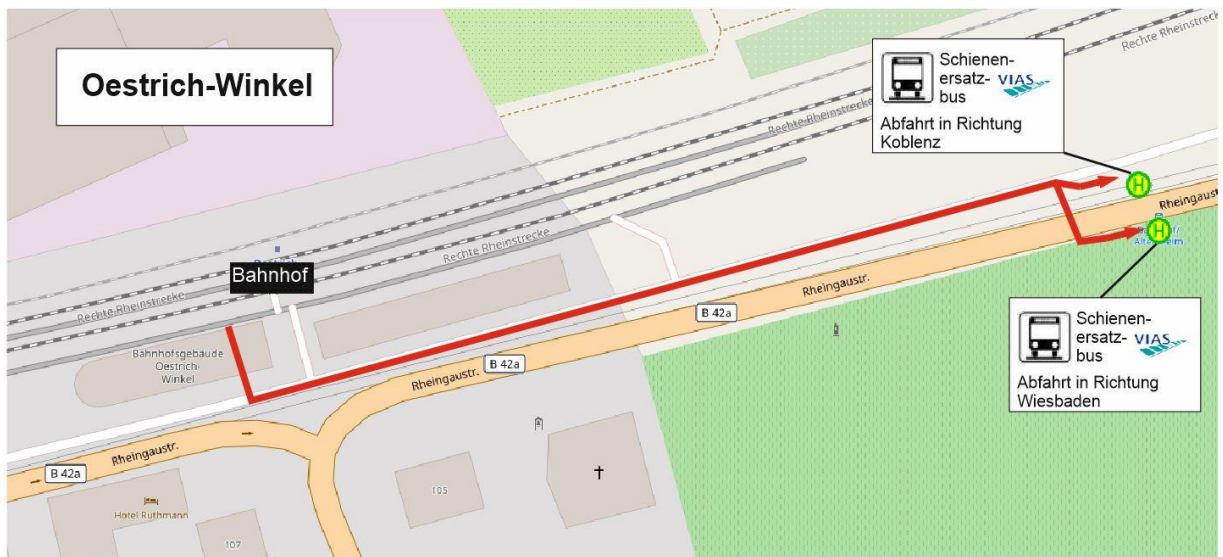 Oestrich-Winkel
Schienen-
ersatz-
bus
VIAS
Abfahrt in Richtung
Koblenz
Rechte Rheinstrecke
Rechte Rheinstrecke
Rheingaustr.
H
H
Rechte Rheinstrecke
Bahnhof
Rechte Rheinstrecke
Rheingaustr.
B 42a
Bahnhofsgebäude
Oestrich-
Winkel
B 42a
Rheingaustr.
Schienen-
ersatz-
bus
VIAS
Abfahrt in Richtung
Wiesbaden
Rheingaustr.
B 42a
105
Hotel Ruthmann
107